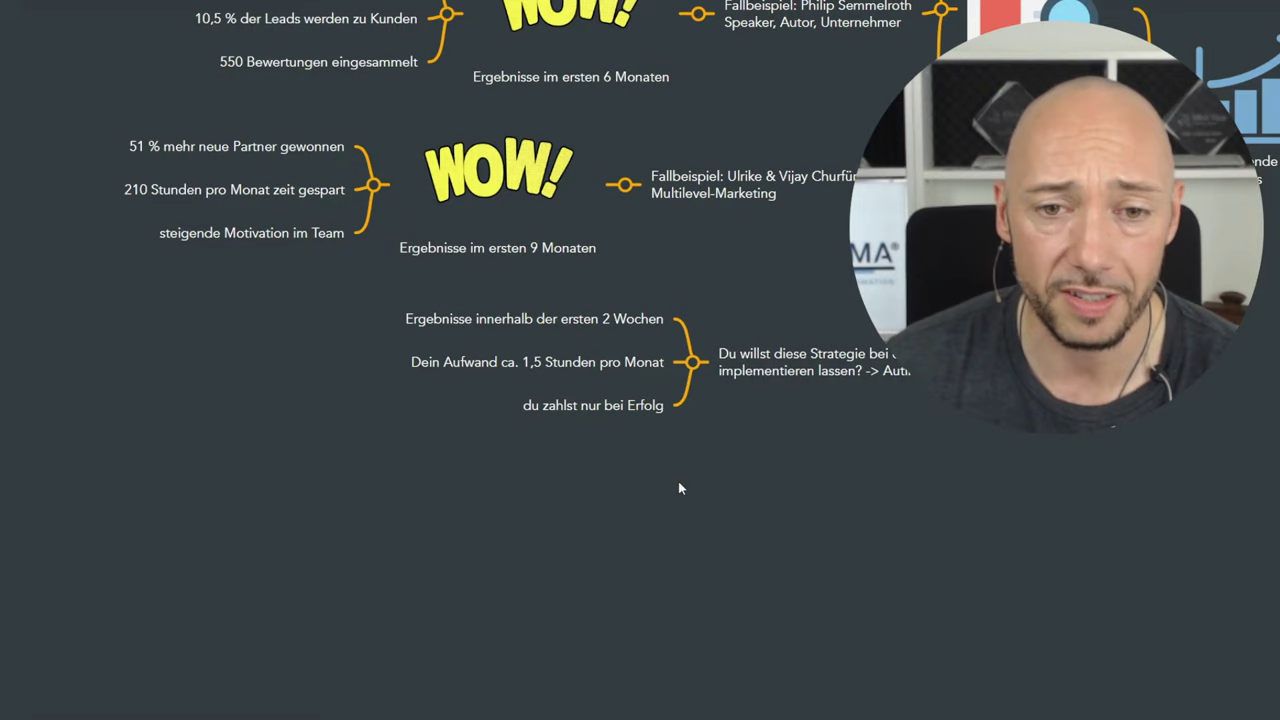 10,5 % der Leads werden zu Kunden
550 Bewertungen eingesammelt
WOW!
Ergebnisse im ersten 6 Monaten
Fallbeispiel: Philip Semmelroth
Speaker, Autor, Unternehmer
51 % mehr neue Partner gewonnen
210 Stunden pro Monat zeit gespart
steigende Motivation im Team
WOW!
Ergebnisse im ersten 9 Monaten
Fallbeispiel: Ulrike & Vijay
Multilevel-Marketing
Ergebnisse innerhalb der ersten 2 Wochen
Dein Aufwand ca. 1,5 Stunden pro Monat
du zahlst nur bei Erfolg
Du willst diese Strategie bei
implementieren lassen? ->